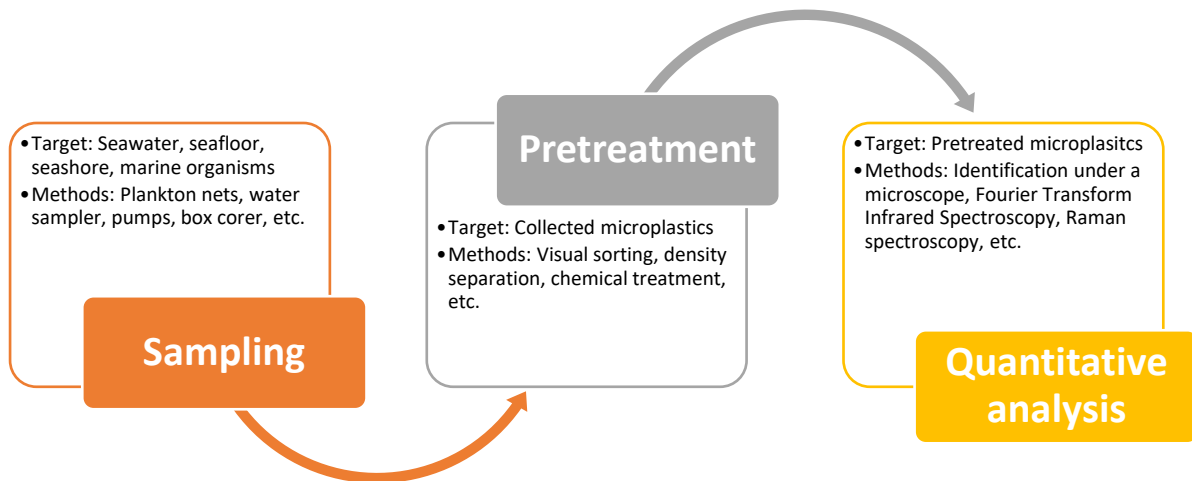 •Target: Seawater, seafloor,
seashore, marine organisms
•Methods: Plankton nets, water
sampler, pumps, box corer, etc.
Sampling
Pretreatment
•Target: Collected microplastics
•Methods: Visual sorting, density
separation, chemical treatment,
etc.
•Target: Pretreated microplasitcs
•Methods: Identification under a
microscope, Fourier Transform
Infrared Spectroscopy, Raman
spectroscopy, etc.
Quantitative
analysis